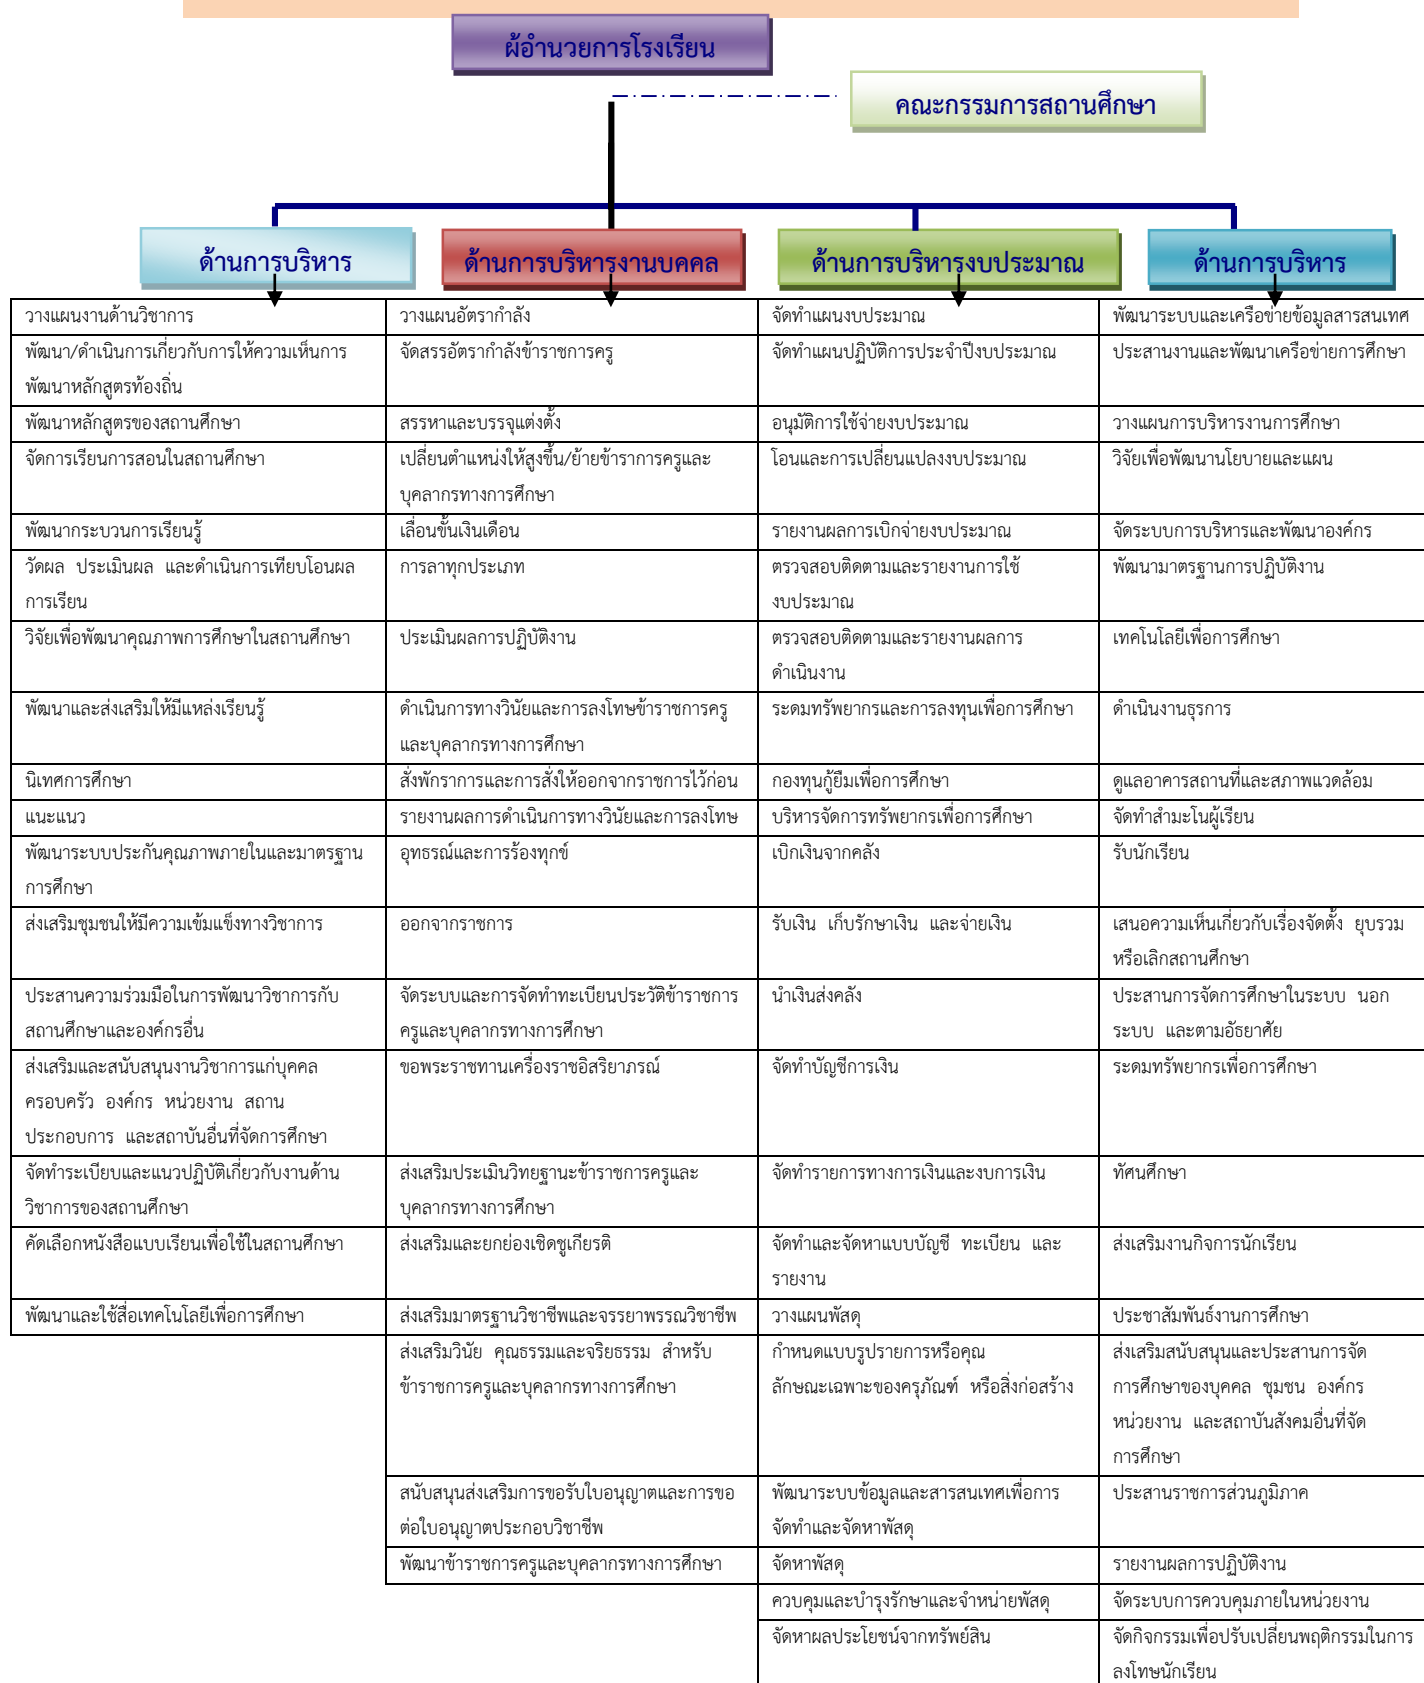 ผู้อำนวยการโรงเรียน
คณะกรรมการสถานศึกษา
ด้านการบริหาร
ด้านการบริหารงานบุคคล
ด้านการบริหารงบประมาณ
ด้านการบริหาร
วางแผนงานด้านวิชาการ
วางแผนอัตรากำลัง
จัดทำแผนงบประมาณ
พัฒนาระบบและเครือข่ายข้อมูลสารสนเทศ
พัฒนา/ดำเนินการเกี่ยวกับการให้ความเห็นการ
พัฒนาหลักสูตรท้องถิ่น
จัดสรรอัตรากำลังข้าราชการครู
จัดทำแผนปฏิบัติการประจำปีงบประมาณ
ประสานงานและพัฒนาเครือข่ายการศึกษา
พัฒนาหลักสูตรของสถานศึกษา
สรรหาและบรรจุแต่งตั้ง
อนุมัติการใช้จ่ายงบประมาณ
วางแผนการบริหารงานการศึกษา
จัดการเรียนการสอนในสถานศึกษา
เปลี่ยนตำแหน่งให้สูงขึ้น/ย้ายข้าราการครูและ
บุคลากรทางการศึกษา
โอนและการเปลี่ยนแปลงงบประมาณ
วิจัยเพื่อพัฒนานโยบายและแผน
พัฒนากระบวนการเรียนรู้
เลื่อนขั้นเงินเดือน
รายงานผลการเบิกจ่ายงบประมาณ
จัดระบบการบริหารและพัฒนาองค์กร
วัดผล ประเมินผล และดำเนินการเทียบโอนผล
การเรียน
การลาทุกประเภท
ตรวจสอบติดตามและรายงานการใช้
งบประมาณ
พัฒนามาตรฐานการปฏิบัติงาน
วิจัยเพื่อพัฒนาคุณภาพการศึกษาในสถานศึกษา
ประเมินผลการปฏิบัติงาน
ตรวจสอบติดตามและรายงานผลการ
ดำเนินงาน
เทคโนโลยีเพื่อการศึกษา
พัฒนาและส่งเสริมให้มีแหล่งเรียนรู้
ดำเนินการทางวินัยและการลงโทษข้าราชการครู
และบุคลากรทางการศึกษา
ระดมทรัพยากรและการลงทุนเพื่อการศึกษา
ดำเนินงานธุรการ
นิเทศการศึกษา
สั่งพักราการและการสั่งให้ออกจากราชการไว้ก่อน
กองทุนกู้ยืมเพื่อการศึกษา
ดูแลอาคารสถานที่และสภาพแวดล้อม
แนะแนว
รายงานผลการดำเนินการทางวินัยและการลงโทษ
บริหารจัดการทรัพยากรเพื่อการศึกษา
จัดทำสำมะโนผู้เรียน
พัฒนาระบบประกันคุณภาพภายในและมาตรฐาน
การศึกษา
อุทธรณ์และการร้องทุกข์
เบิกเงินจากคลัง
รับนักเรียน
ส่งเสริมชุมชนให้มีความเข้มแข็งทางวิชาการ
ออกจากราชการ
รับเงิน เก็บรักษาเงิน และจ่ายเงิน
เสนอความเห็นเกี่ยวกับเรื่องจัดตั้ง ยุบรวม
หรือเลิกสถานศึกษา
ประสานความร่วมมือในการพัฒนาวิชาการกับ
สถานศึกษาและองค์กรอื่น
จัดระบบและการจัดทำทะเบียนประวัติข้าราชการ
ครูและบุคลากรทางการศึกษา
นำเงินส่งคลัง
ประสานการจัดการศึกษาในระบบ นอก
ระบบ และตามอัธยาศัย
ส่งเสริมและสนับสนุนงานวิชาการแก่บุคคล
ครอบครัว องค์กร หน่วยงาน สถาน
ประกอบการ และสถาบันอื่นที่จัดการศึกษา
ขอพระราชทานเครื่องราชอิสริยาภรณ์
จัดทำบัญชีการเงิน
ระดมทรัพยากรเพื่อการศึกษา
จัดทำระเบียบและแนวปฏิบัติเกี่ยวกับงานด้าน
วิชาการของสถานศึกษา
ส่งเสริมประเมินวิทยฐานะข้าราชการครูและ
บุคลากรทางการศึกษา
จัดทำรายการทางการเงินและงบการเงิน
ทัศนศึกษา
คัดเลือกหนังสือแบบเรียนเพื่อใช้ในสถานศึกษา
ส่งเสริมและยกย่องเชิดชูเกียรติ
จัดทำและจัดหาแบบบัญชี ทะเบียน และ
รายงาน
ส่งเสริมงานกิจการนักเรียน
พัฒนาและใช้สื่อเทคโนโลยีเพื่อการศึกษา
ส่งเสริมมาตรฐานวิชาชีพและจรรยาพรรณวิชาชีพ
วางแผนพัสดุ
ประชาสัมพันธ์งานการศึกษา
ส่งเสริมวินัย คุณธรรมและจริยธรรม สำหรับ
ข้าราชการครูและบุคลากรทางการศึกษา
กำหนดแบบรูปรายการหรือคุณ
ลักษณะเฉพาะของครุภัณฑ์ หรือสิ่งก่อสร้าง
ส่งเสริมสนับสนุนและประสานการจัด
การศึกษาของบุคคล ชุมชน องค์กร
หน่วยงาน และสถาบันสังคมอื่นที่จัด
การศึกษา
สนับสนุนส่งเสริมการขอรับใบอนุญาตและการขอ
ต่อใบอนุญาตประกอบวิชาชีพ
พัฒนาระบบข้อมูลและสารสนเทศเพื่อการ
จัดทำและจัดหาพัสดุ
ประสานราชการส่วนภูมิภาค
พัฒนาข้าราชการครูและบุคลากรทางการศึกษา
จัดหาพัสดุ
รายงานผลการปฏิบัติงาน
ควบคุมและบำรุงรักษาและจำหน่ายพัสดุ
จัดระบบการควบคุมภายในหน่วยงาน
จัดหาผลประโยชน์จากทรัพย์สิน
จัดกิจกรรมเพื่อปรับเปลี่ยนพฤติกรรมในการ
ลงโทษนักเรียน